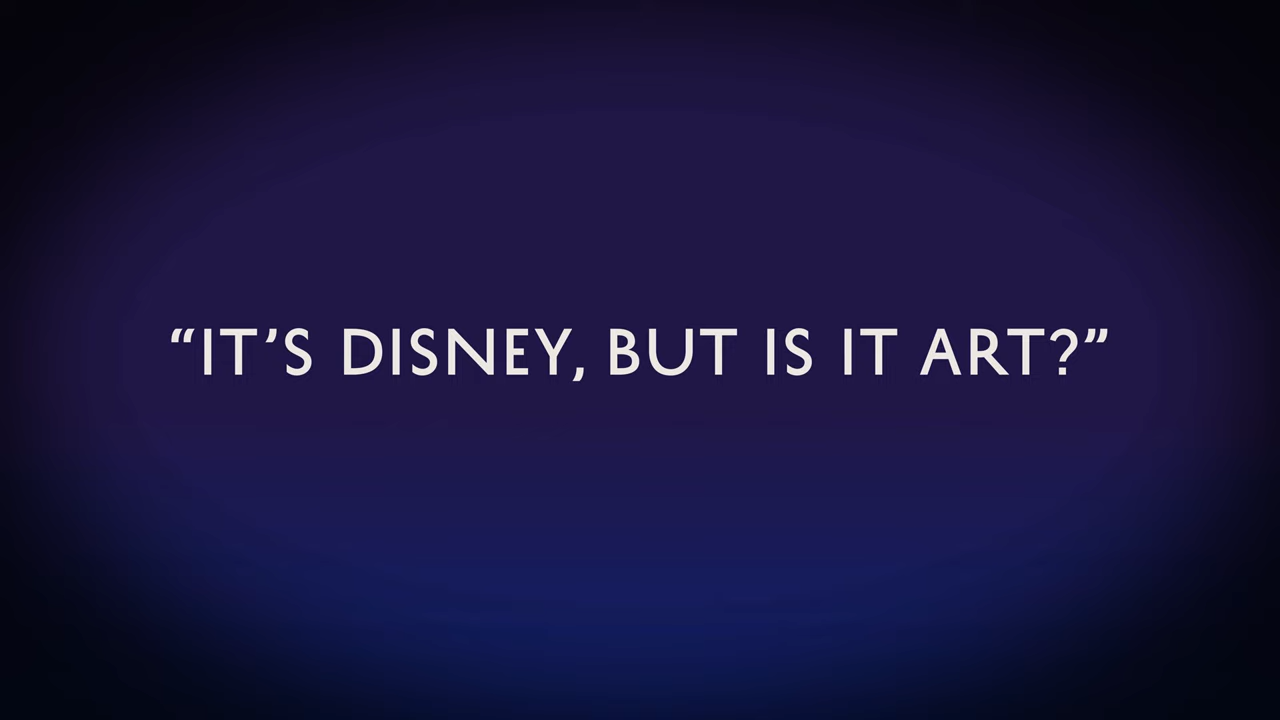 “IT’S DISNEY, BUT IS IT ART?”